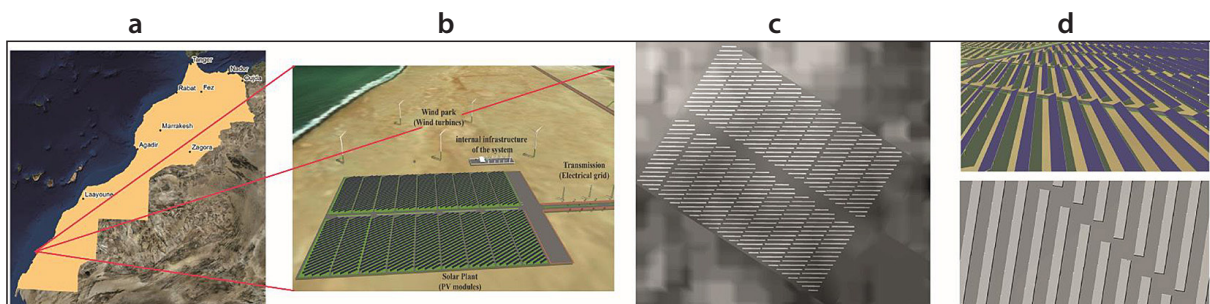 a
b
c
d
Tanger
Nador
Oujda
Rabat
Fez
Marrakesh
Agadir
Zagora
Laayoune
Wind park
(Wind turbines)
internal infrastructure
of the system
Transmission
(Electrical grid)
Solar Plant
(PV modules)